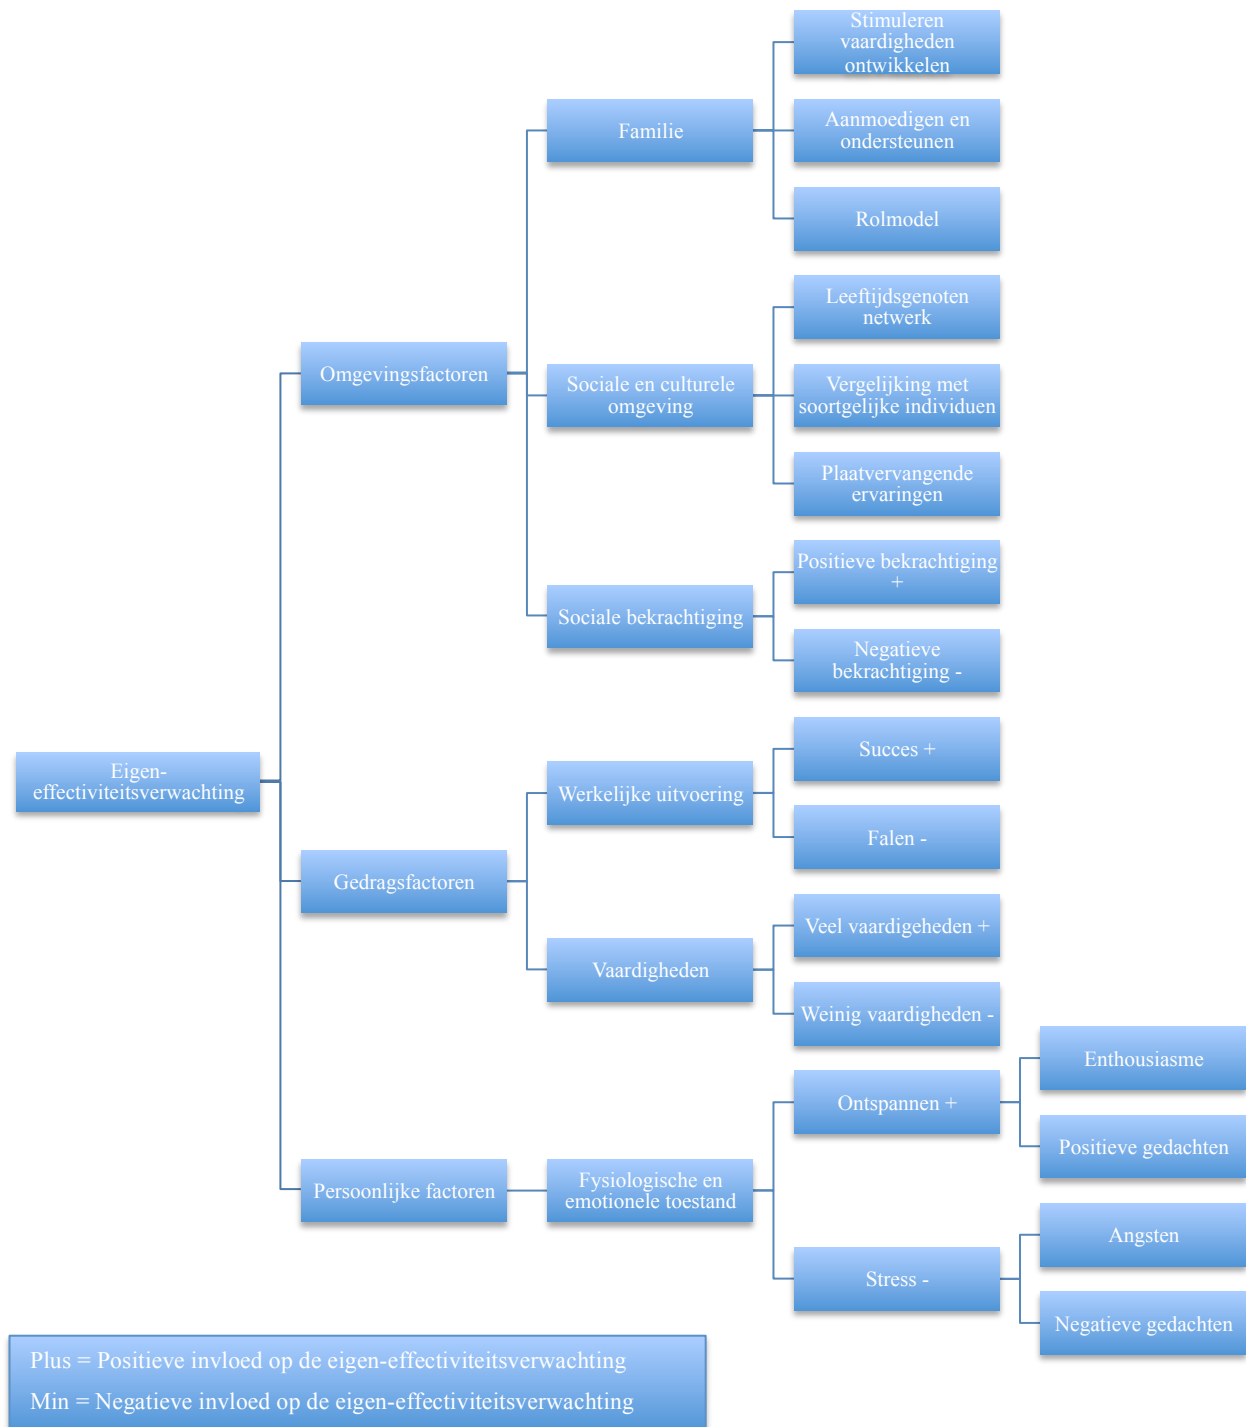 Stimuleren
vaardigheden
ontwikkelen
Familie
Aanmoedigen en
ondersteunen
Rolmodel
Leeftijdsgenoten
netwerk
Omgevingsfactoren
Sociale en culturele
omgeving
Vergelijking met
soortgelijke individuen
Plaatvervangende
ervaringen
Positieve bekrachtiging
+
Sociale bekrachtiging
Negatieve
bekrachtiging -
Eigen-
effectiviteitsverwachting
Succes +
Werkelijke uitvoering
Falen -
Gedragsfactoren
Veel vaardigeheden +
Vaardigheden
Weinig vaardigheden -
Enthousiasme
Ontspannen +
Positieve gedachten
Persoonlijke factoren
Fysiologische en
emotionele toestand
Angsten
Stress -
Negatieve gedachten
Plus = Positieve invloed op de eigen-effectiviteitsverwachting
Min = Negatieve invloed op de eigen-effectiviteitsverwachting